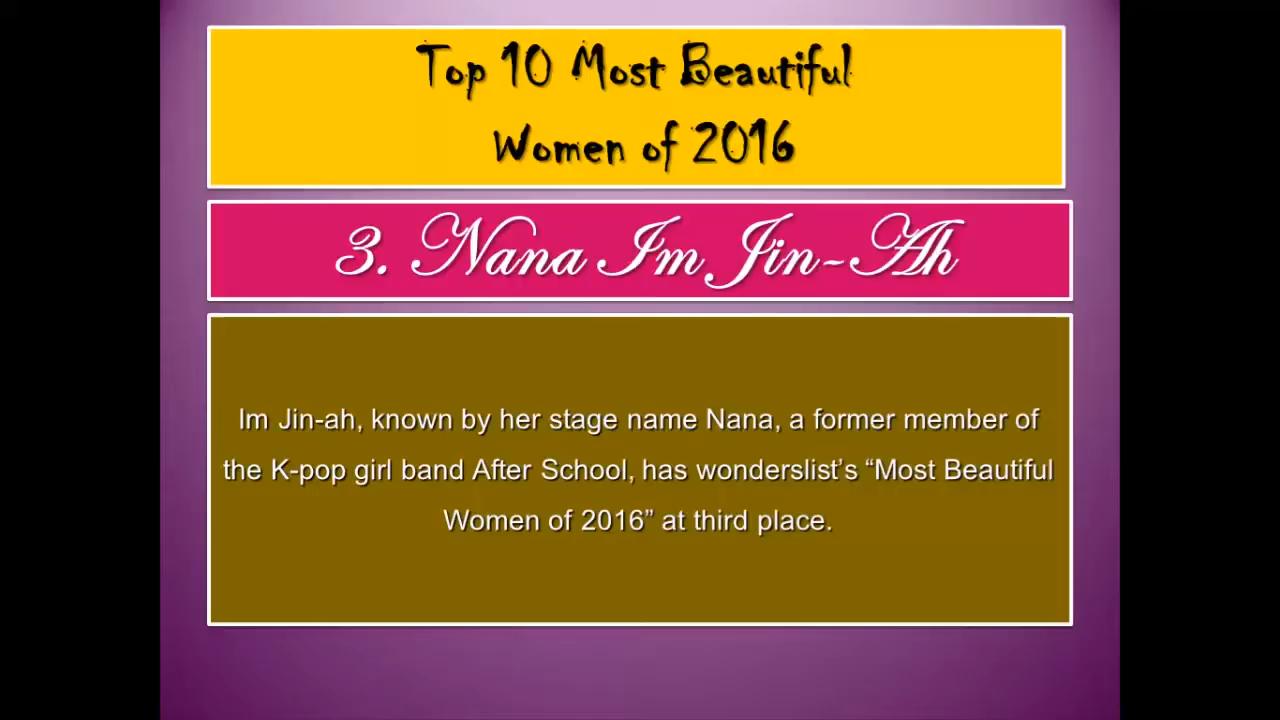 Top 10 Most Beautiful
Women of 2016
3. Nana Im Jin-Ah
Im Jin-ah, known by her stage name Nana, a former member of
the K-pop girl band After School, has wonderslist’s “Most Beautiful
Women of 2016” at third place.